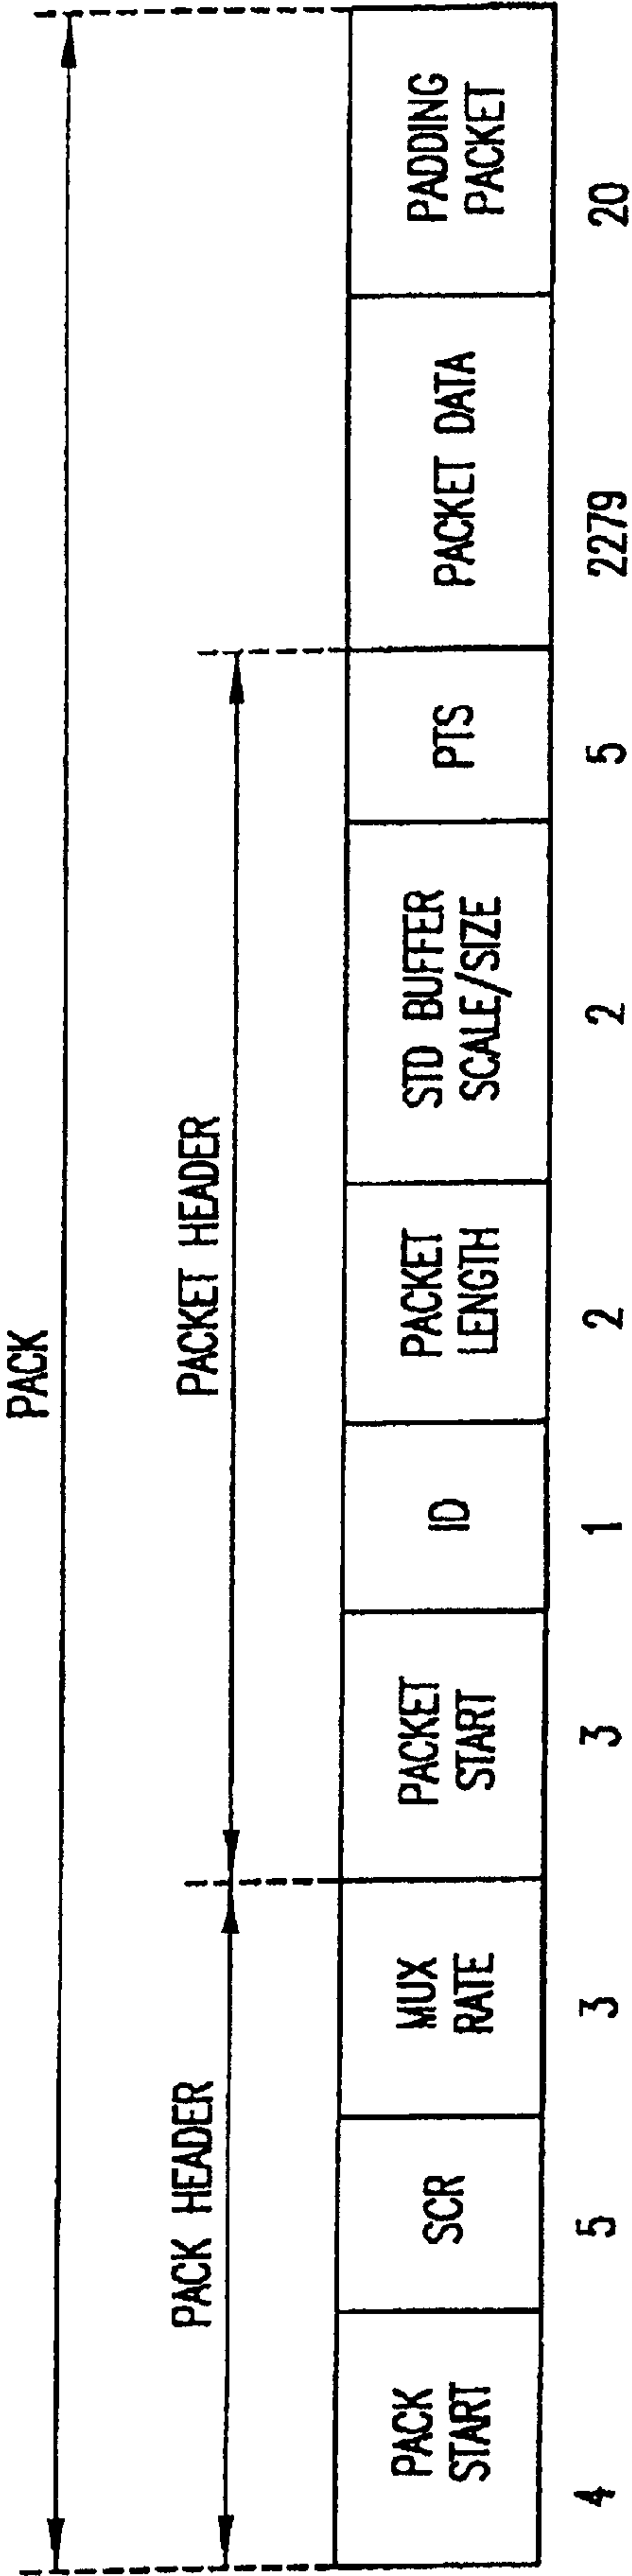 PACK
PACK HEADER
PACKET HEADER
PACK
START
SCR
MUX
RATE
PACKET
START
ID
PACKET
LENGTH
STD BUFFER
SCALE/SIZE
PTS
PACKET DATA
PADDING
PACKET
4 5 3 3 1 2 2 5 2279 20